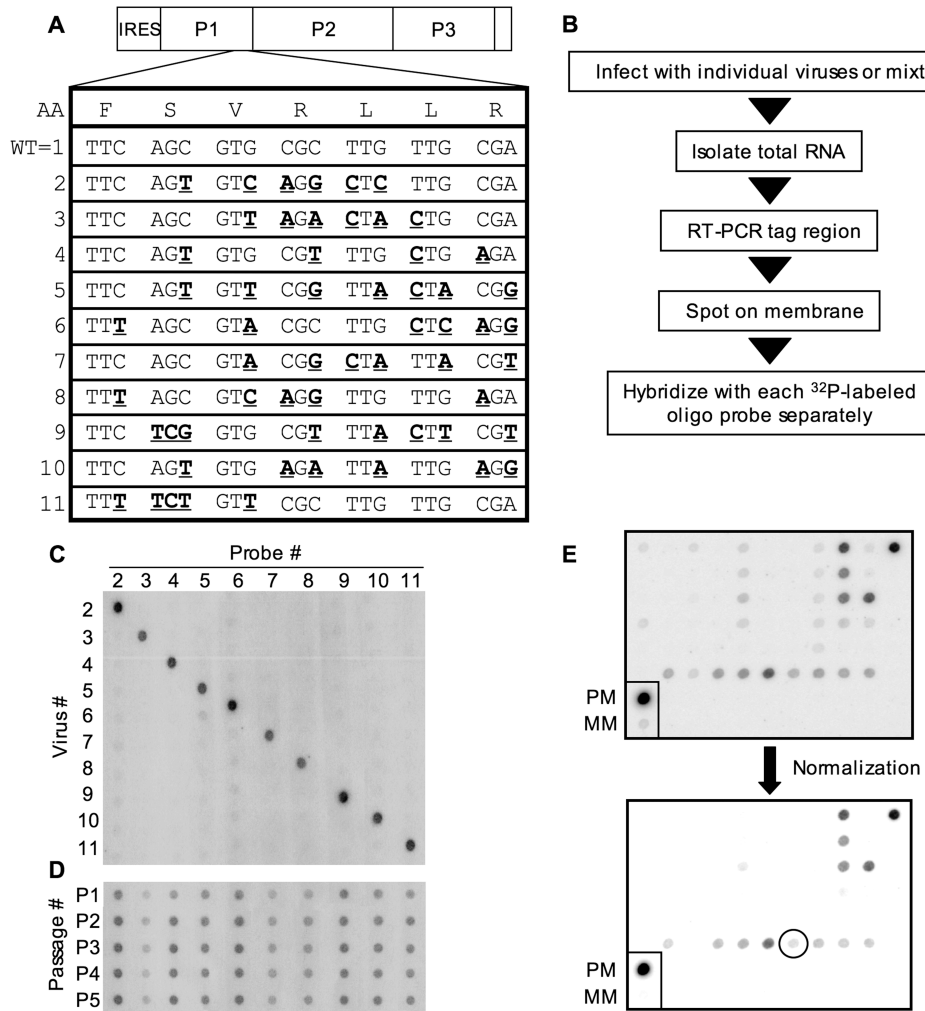 A
IRES P1 P2 P3
AA F S V R L L R
WT=1 TTC AGC GTG CGC TTG TTG CGA
2 TTC AGT GTC AGG CTC TTG CGA
3 TTC AGC GTT AGA CTA CTG CGA
4 TTC AGT GTG CGT TTG CTG AGA
5 TTC AGT GTT CGG TTA CTA CGG
6 TTT AGC GTA CGC TTG CTC AGG
7 TTC AGC GTA CGG CTA TTA CGT
8 TTT AGC GTC AGG TTG TTG AGA
9 TTC TCG GTG CGT TTA CTT CGT
10 TTC AGT GTG AGA TTA TTG AGG
11 TTT TCT GTT CGC TTG TTG CGA
B
Infect with individual viruses or mixt
Isolate total RNA
RT-PCR tag region
Spot on membrane
Hybridize with each 32P-labeled
oligo probe separately
C
Probe #
2 3 4 5 6 7 8 9 10 11
Virus #
2
3
4
5
6
7
8
9
10
11
D
Passage #
P1
P2
P3
P4
P5
E
PM
MM
Normalization
PM
MM